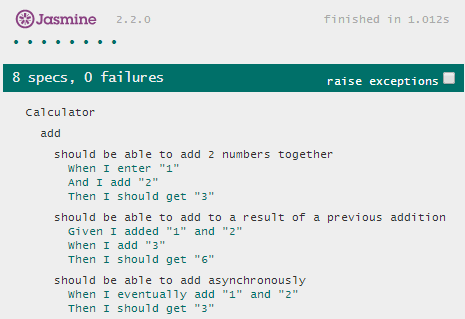 Jasmine 2.2.0 finished in 1.012s
8 specs, 0 failures raise exceptions
Calculator
add
should be able to add 2 numbers together
When I enter "1"
And I add "2"
Then I should get "3"
should be able to add to a result of a previous addition
Given I added "1" and "2"
When I add "3"
Then I should get "6"
should be able to add asynchronously
When I eventually add "1" and "2"
Then I should get "3"